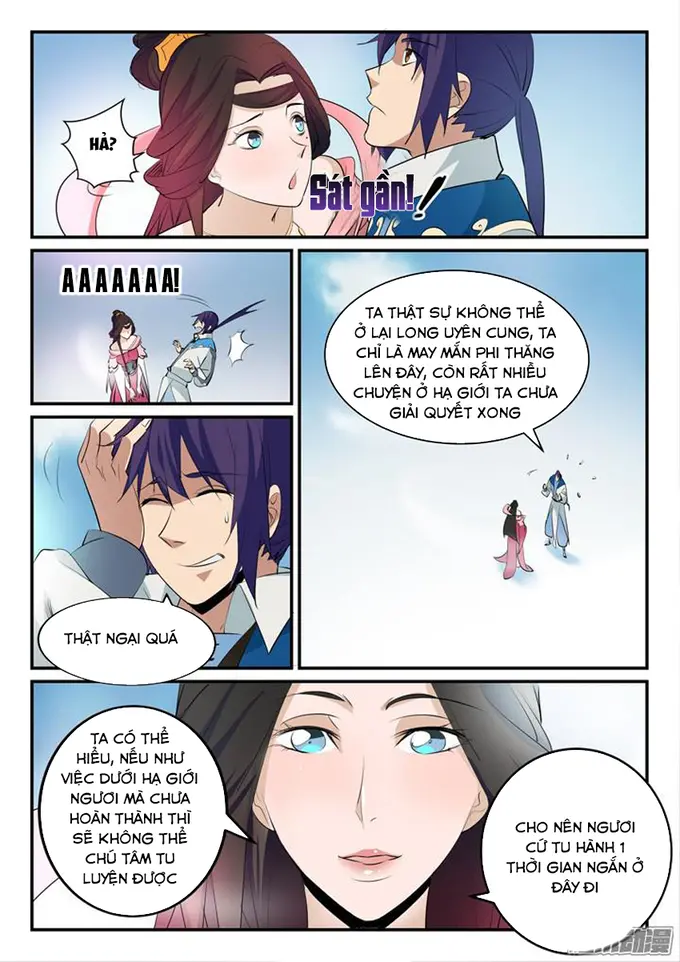 HẢ?
Sát gần!
AAAAAAA!
TA THẬT SỰ KHÔNG THỂ
Ở LẠI LONG UYÊN CUNG, TA
CHỈ LÀ MAY MẮN PHI THĂNG
LÊN ĐÂY, CÒN RẤT NHIỀU
CHUYỆN Ở HẠ GIỚI TA CHƯA
GIẢI QUYẾT XONG
THẬT NGẠI QUÁ
TA CÓ THỂ
HIỂU, NẾU NHƯ
VIỆC DƯỚI HẠ GIỚI
NGƯƠI MÀ CHƯA
HOÀN THÀNH THÌ
SẼ KHÔNG THỂ
CHÚ TÂM TU
LUYỆN ĐƯỢC
CHO NÊN NGƯƠI
CỨ TU HÀNH 1
THỜI GIAN NGẮN Ở
ĐÂY ĐI